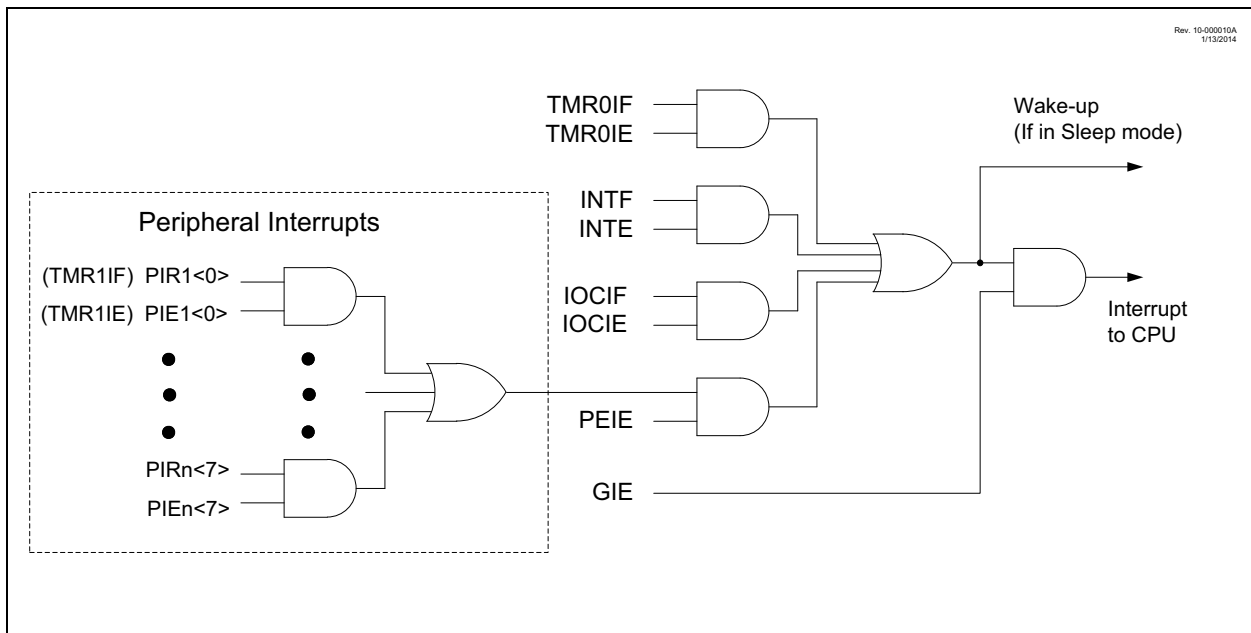 Rev. 10-000010A
1/13/2014
TMR0IF
TMR0IE
Wake-up
(If in Sleep mode)
INTF
INTE
Peripheral Interrupts
(TMR1IF) PIR1<0>
(TMR1IE) PIE1<0>
IOCIF
IOCIE
Interrupt
to CPU
PEIE
PIRn<7>
PIEn<7>
GIE